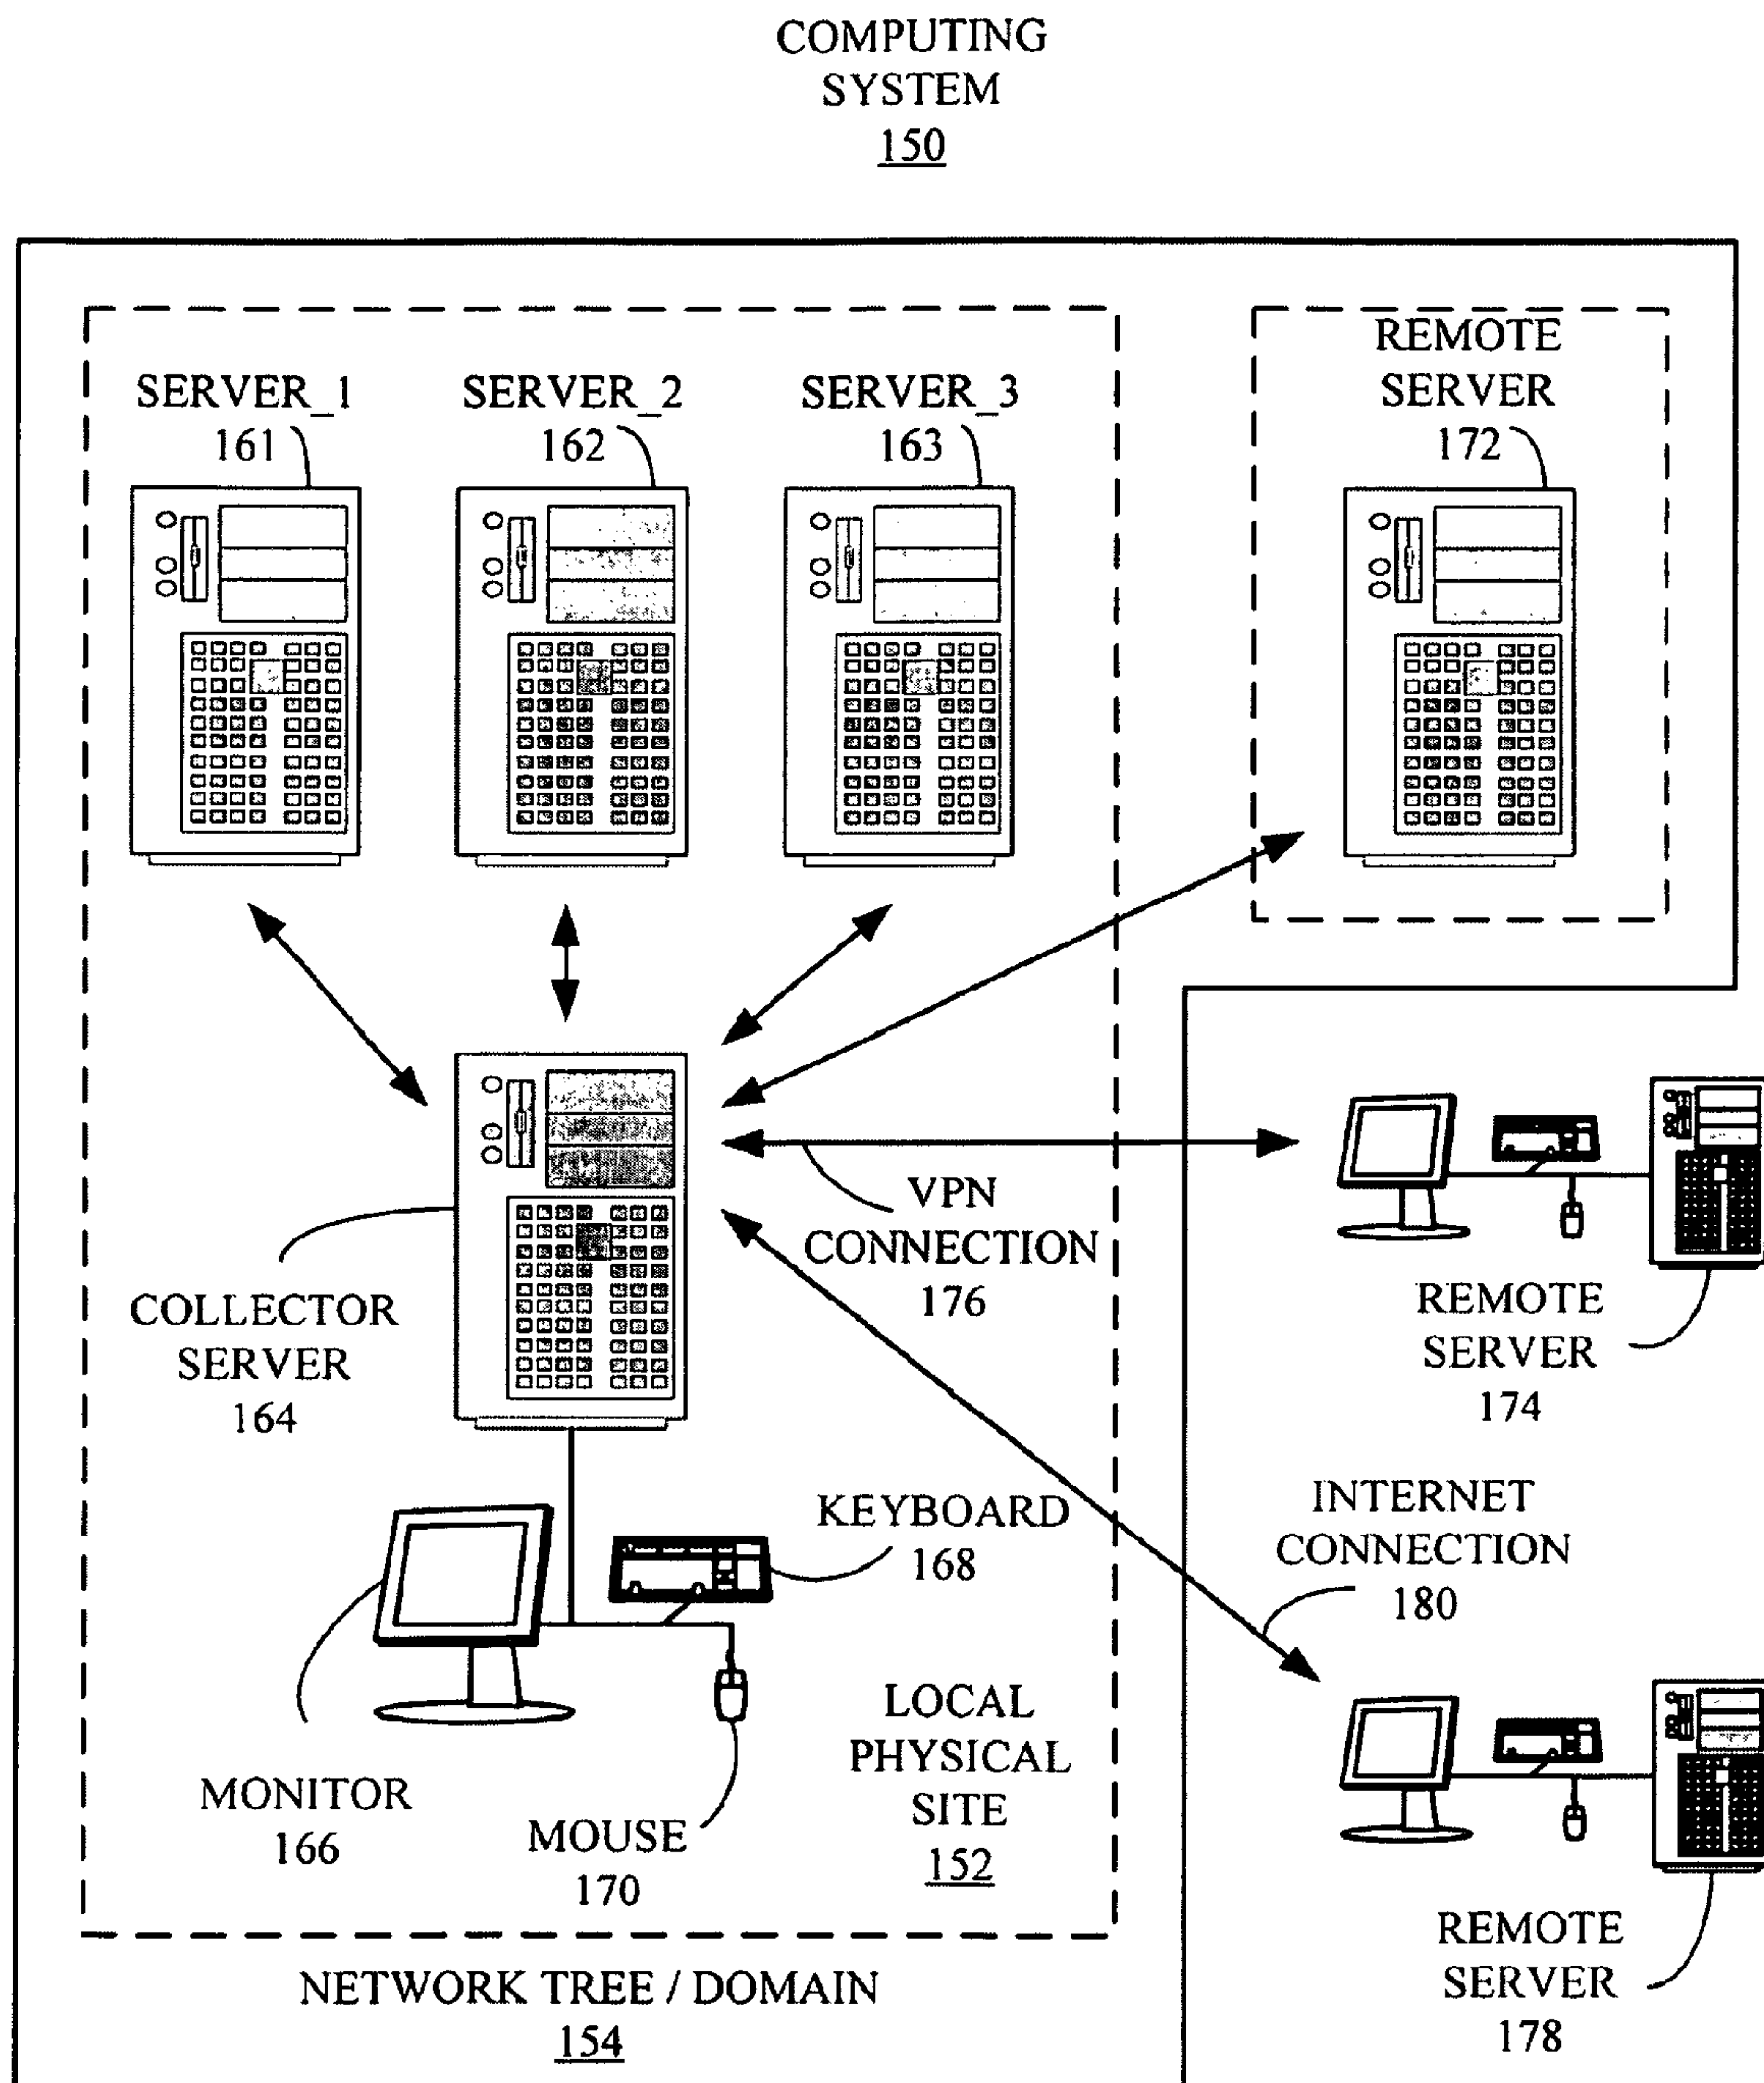 COMPUTING
SYSTEM
150
SERVER_1
161
SERVER_2
162
SERVER_3
163
REMOTE
SERVER
172
VPN
CONNECTION
176
COLLECTOR
SERVER
164
REMOTE
SERVER
174
KEYBOARD
168
INTERNET
CONNECTION
180
MONITOR
166
MOUSE
170
LOCAL
PHYSICAL
SITE
152
REMOTE
SERVER
178
NETWORK TREE / DOMAIN
154